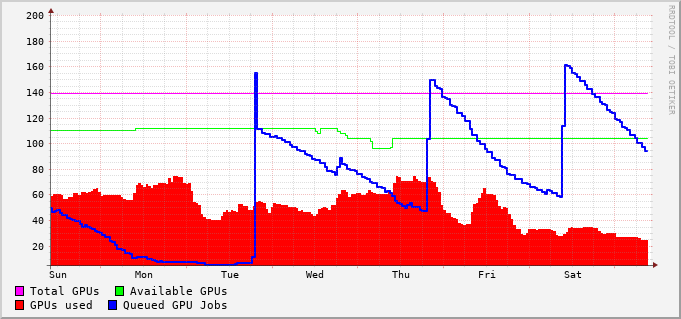 RRDTOOL / TOBI OETIKER
200
180
160
140
120
100
80
60
40
20
Sun Mon Tue Wed Thu Fri Sat
Total GPUs Available GPUs
GPUs used Queued GPU Jobs